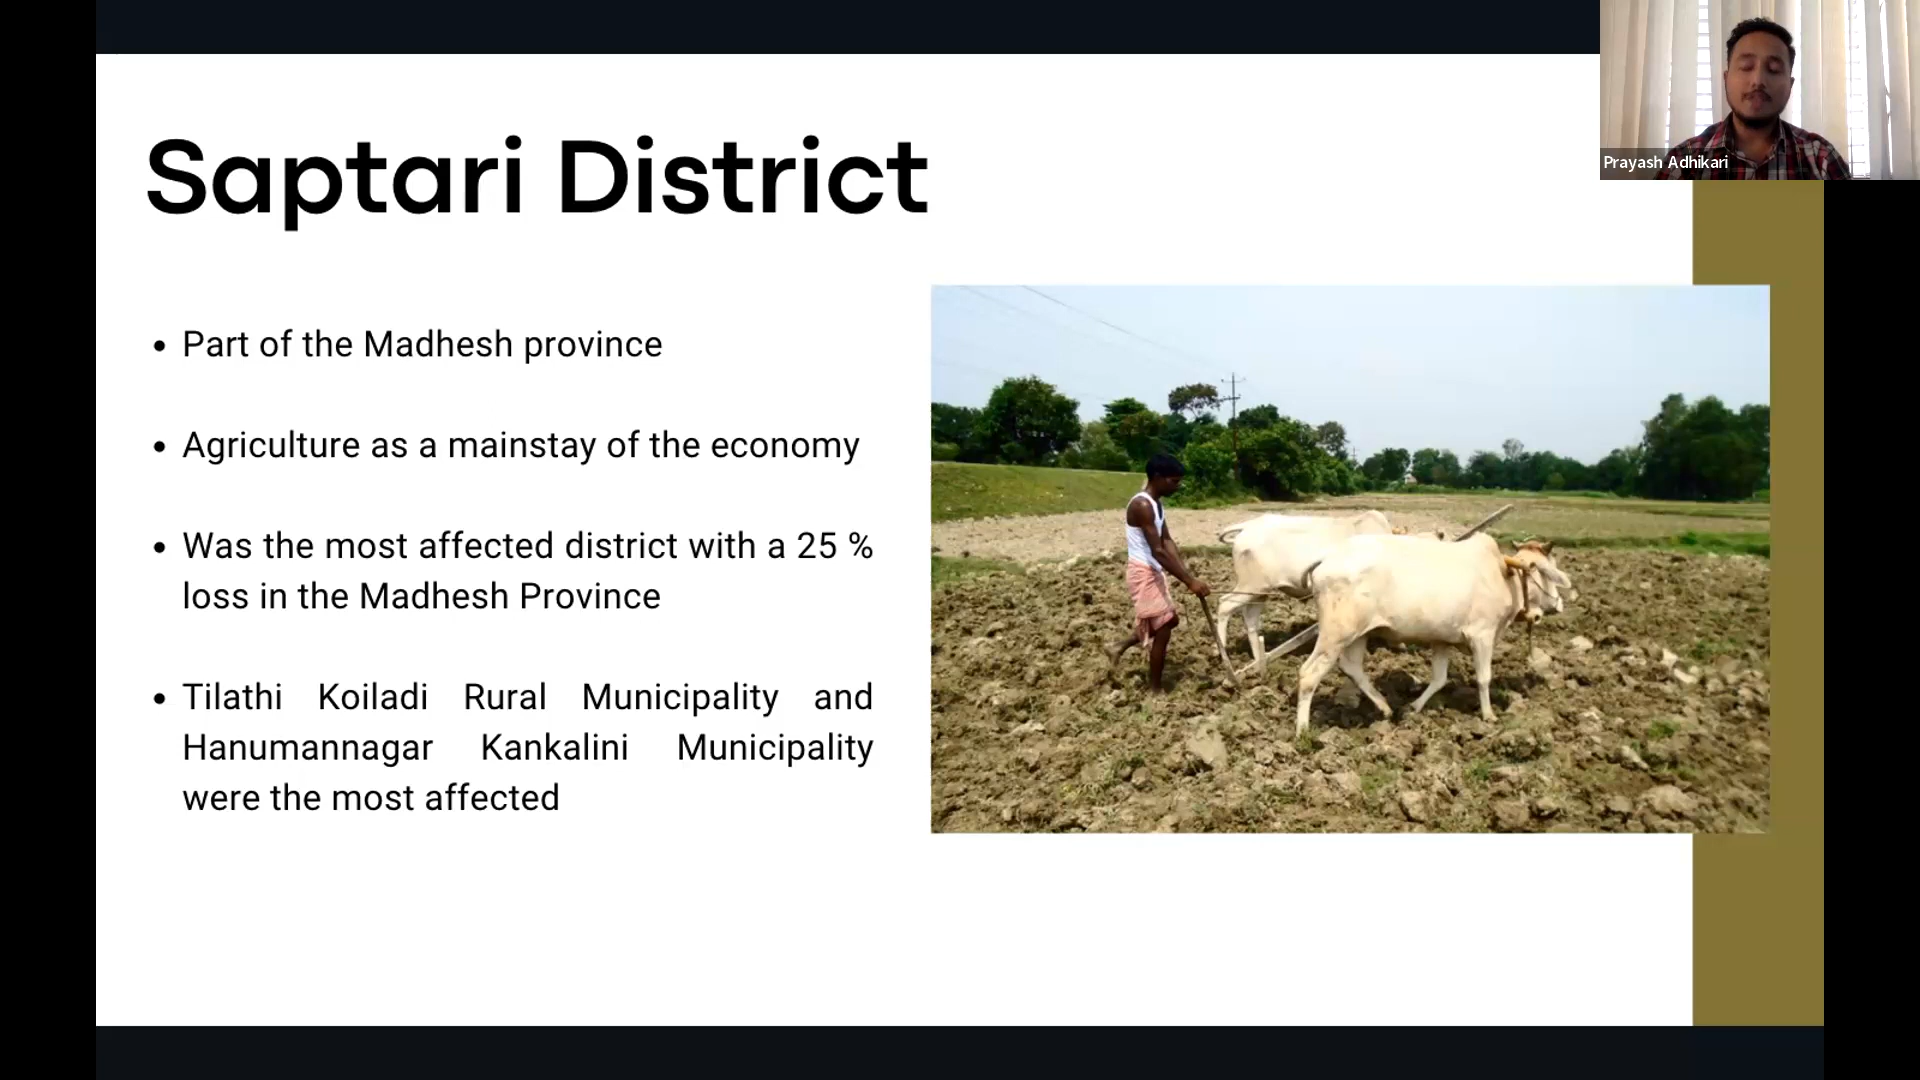 Prayash Adhikari
Saptari District
• Part of the Madhesh province
• Agriculture as a mainstay of the economy
• Was the most affected district with a 25 %
loss in the Madhesh Province
• Tilathi Koiladi Rural Municipality and
Hanumannagar Kankalini Municipality
were the most affected